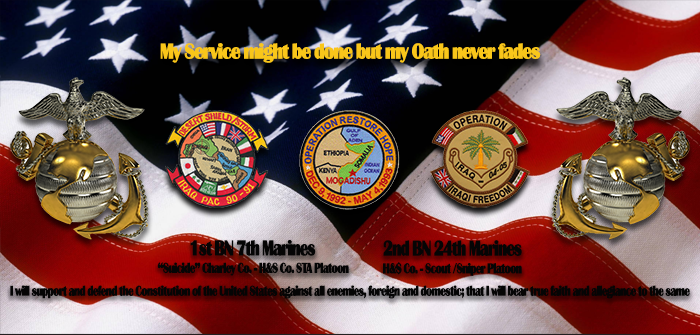 My Service might be done but my Oath never fades
DESERT SHIELD/STORM
IRAQ PAC 90-91
OPERATION RESTORE HOPE
GULF OF ADEN
ETHIOPIA
SOMALIA
KENYA
INDIAN OCEAN
MOGADISHU
DEC 9, 1992 - MAY 4, 1993
OPERATION
IRAQ
IRAQI FREEDOM
1st BN 7th Marines
"Suicide" Charley Co. - H&S Co. STA Platoon
2nd BN 24th Marines
H&S Co. - Scout / Sniper Platoon
I will support and defend the Constitution of the United States against all enemies, foreign and domestic; that I will bear true faith and allegiance to the same